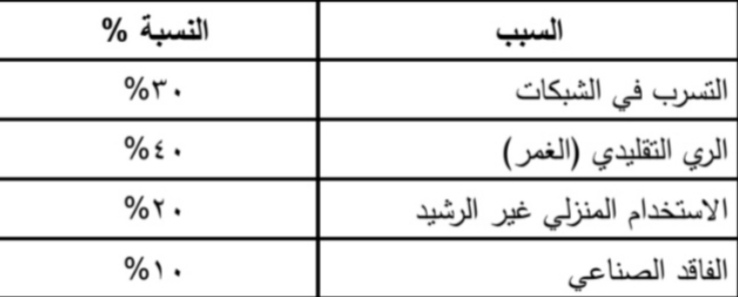 السبب النسبة %
التسرب في الشبكات ٣٠%
الري التقليدي (الغمر) ٤٠%
الاستخدام المنزلي غير الرشيد ٢٠%
الفاقد الصناعي ١٠%